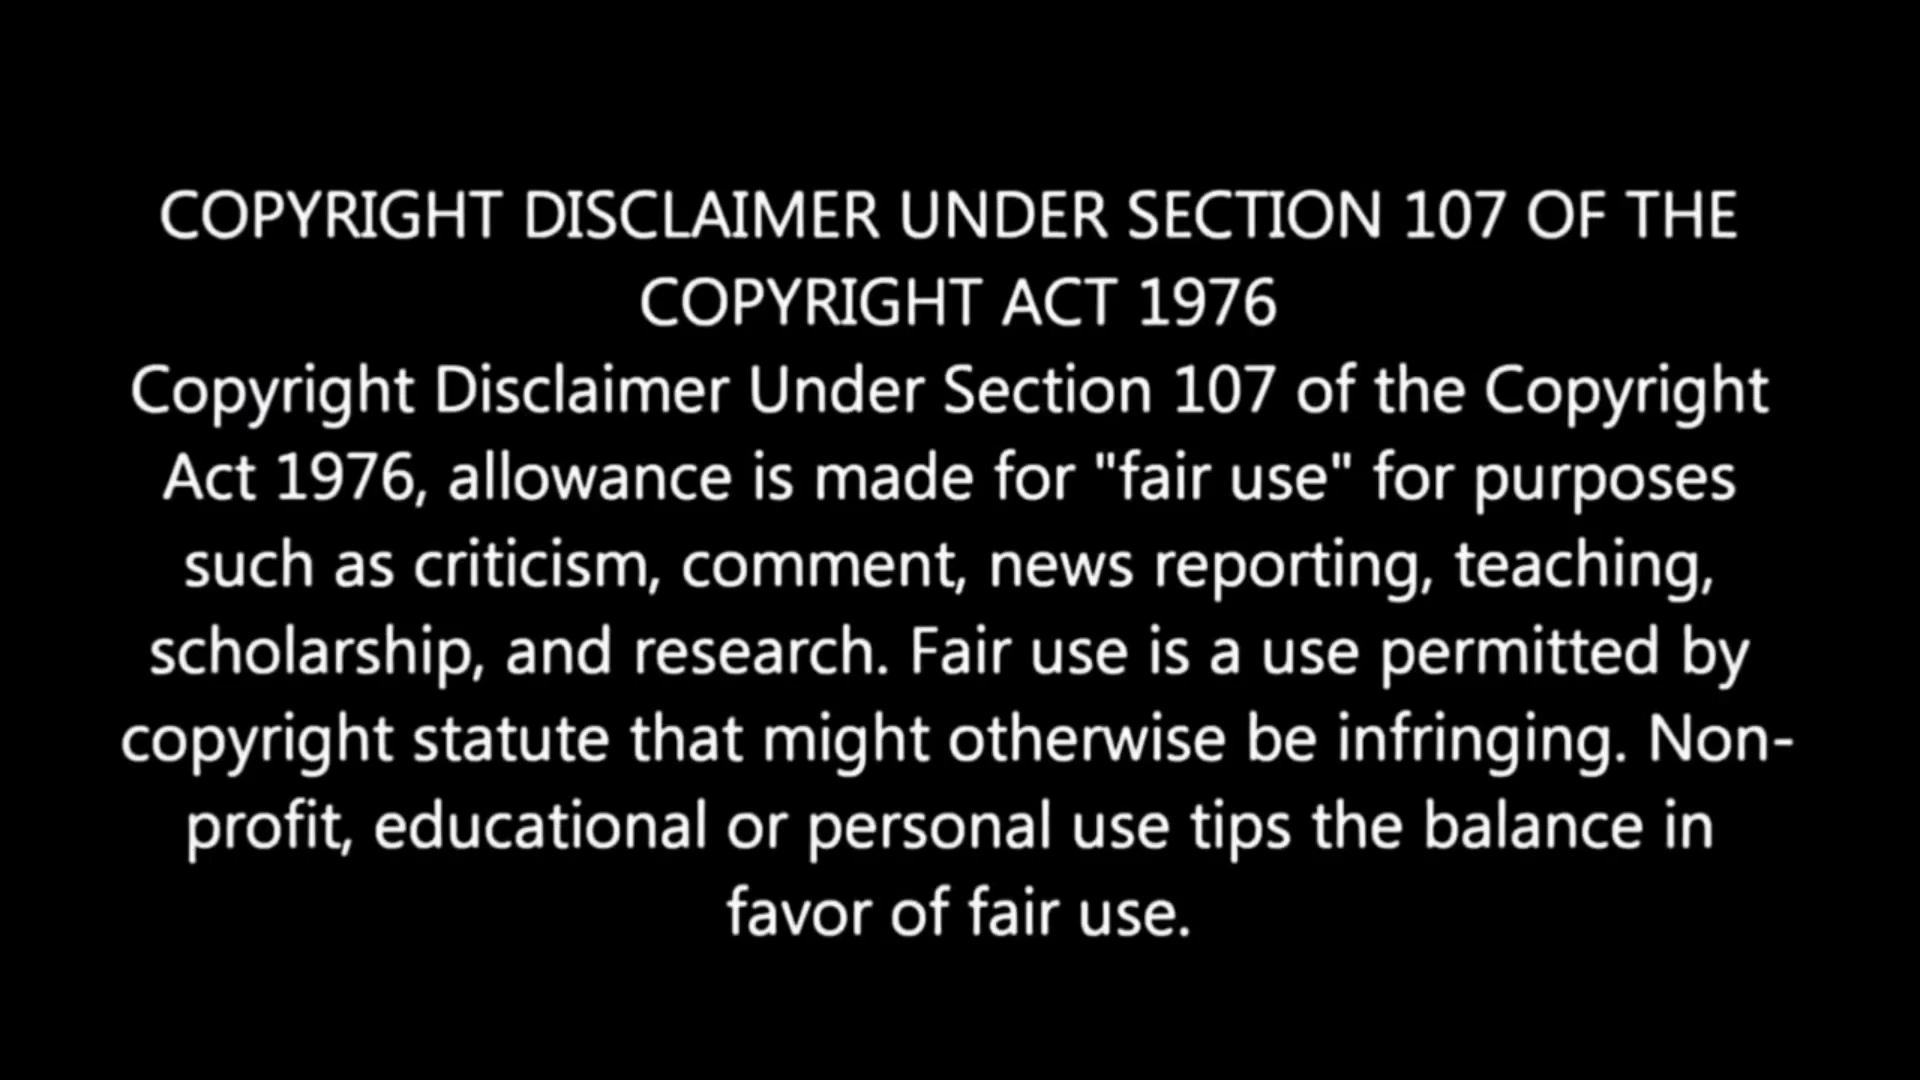 COPYRIGHT DISCLAIMER UNDER SECTION 107 OF THE
COPYRIGHT ACT 1976
Copyright Disclaimer Under Section 107 of the Copyright
Act 1976, allowance is made for "fair use" for purposes
such as criticism, comment, news reporting, teaching,
scholarship, and research. Fair use is a use permitted by
copyright statute that might otherwise be infringing. Non-
profit, educational or personal use tips the balance in
favor of fair use.